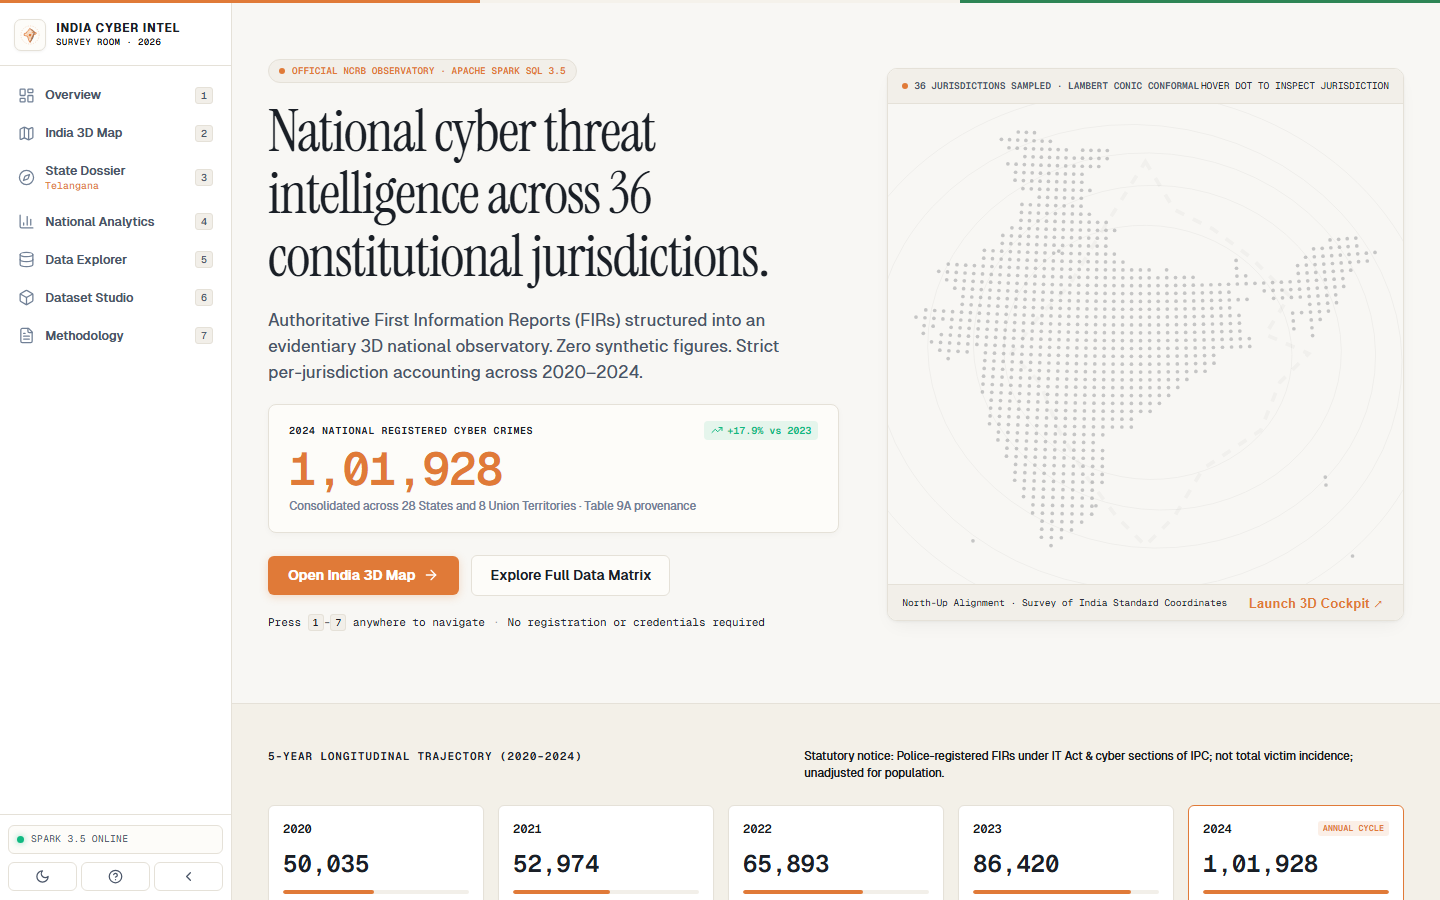 INDIA CYBER INTEL
SURVEY ROOM · 2026
Overview 1
India 3D Map 2
State Dossier 3
Telangana
National Analytics 4
Data Explorer 5
Dataset Studio 6
Methodology 7
SPARK 3.5 ONLINE
OFFICIAL NCRB OBSERVATORY · APACHE SPARK SQL 3.5
National cyber threat
intelligence across 36
constitutional jurisdictions.
Authoritative First Information Reports (FIRs) structured into an
evidentiary 3D national observatory. Zero synthetic figures. Strict
per-jurisdiction accounting across 2020–2024.
2024 NATIONAL REGISTERED CYBER CRIMES
+17.9% vs 2023
1,01,928
Consolidated across 28 States and 8 Union Territories · Table 9A provenance
Open India 3D Map →
Explore Full Data Matrix
Press 1–7 anywhere to navigate · No registration or credentials required
36 JURISDICTIONS SAMPLED · LAMBERT CONIC CONFORMAL
HOVER DOT TO INSPECT JURISDICTION
North-Up Alignment · Survey of India Standard Coordinates
Launch 3D Cockpit ↗
5-YEAR LONGITUDINAL TRAJECTORY (2020–2024)
Statutory notice: Police-registered FIRs under IT Act & cyber sections of IPC; not total victim incidence;
unadjusted for population.
2020
50,035
2021
52,974
2022
65,893
2023
86,420
2024
ANNUAL CYCLE
1,01,928